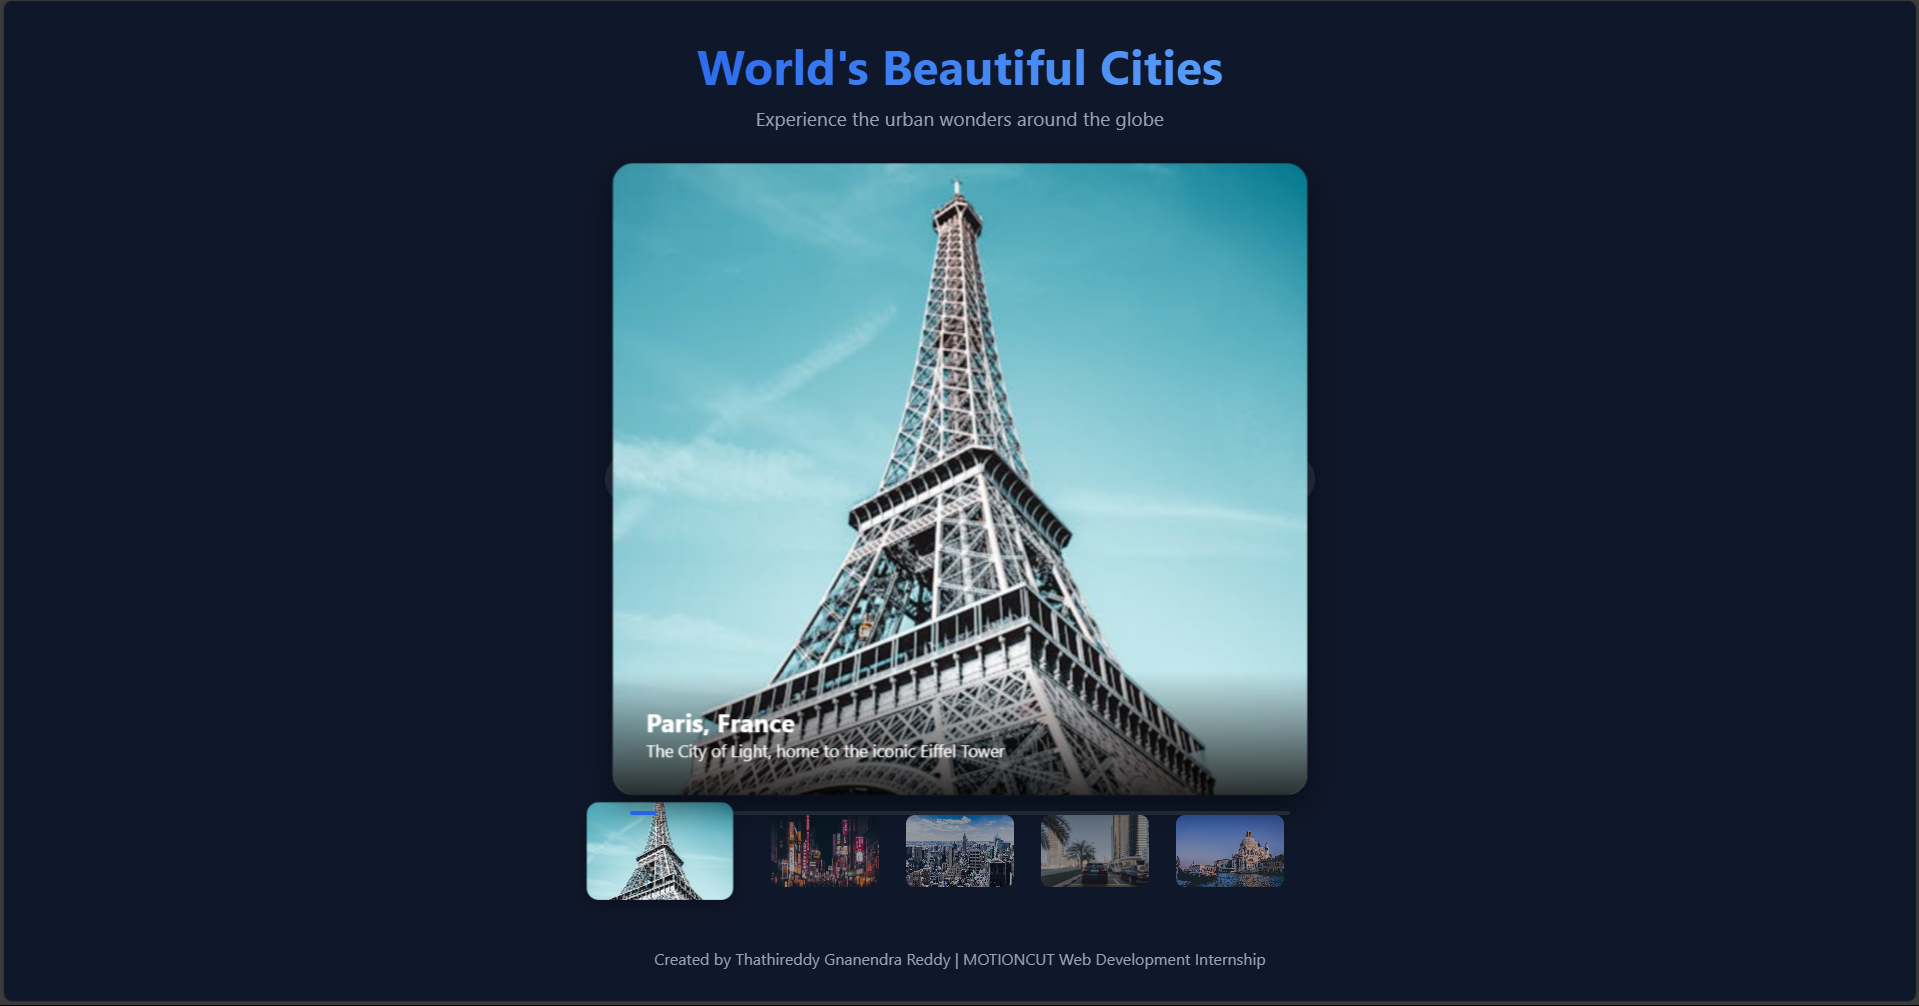 World's Beautiful Cities
Experience the urban wonders around the globe
Paris, France
The City of Light, home to the iconic Eiffel Tower
Created by Thathireddy Gnanendra Reddy | MOTIONCUT Web Development Internship